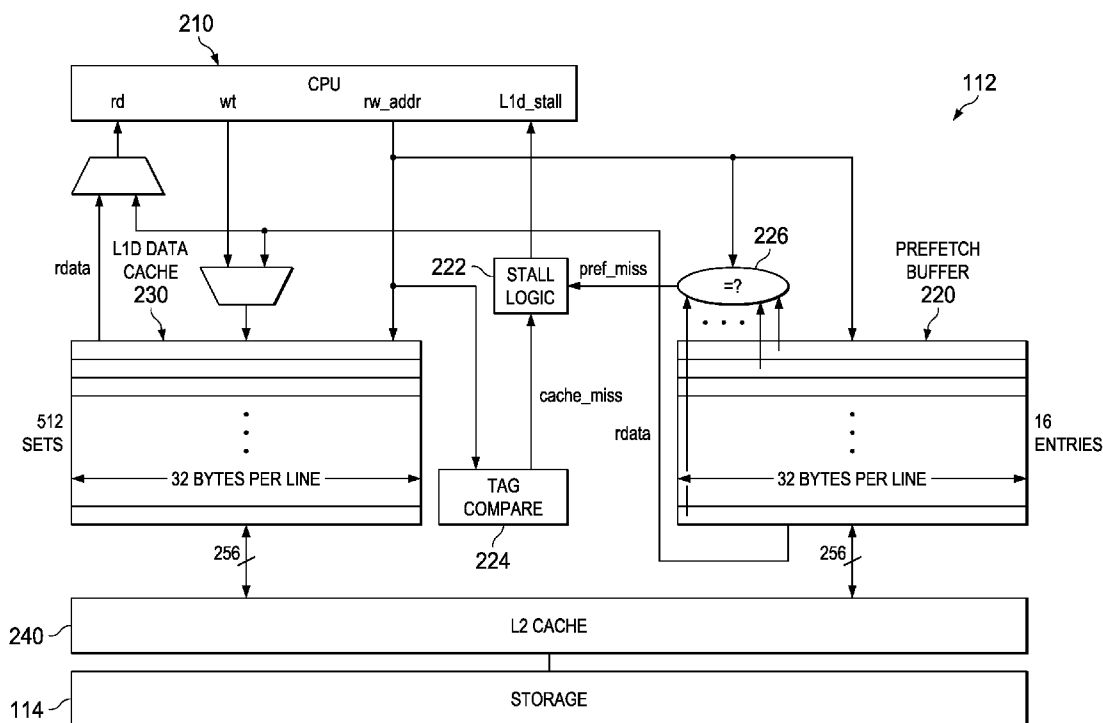 210
CPU
rd wt rw_addr L1d_stall
112
L1D DATA
CACHE
230
rdata
222
STALL
LOGIC
pref_miss
226
=?
PREFETCH
BUFFER
220
512
SETS
cache_miss
rdata
16
ENTRIES
32 BYTES PER LINE
TAG
COMPARE
224
32 BYTES PER LINE
256
256
240
L2 CACHE
114
STORAGE